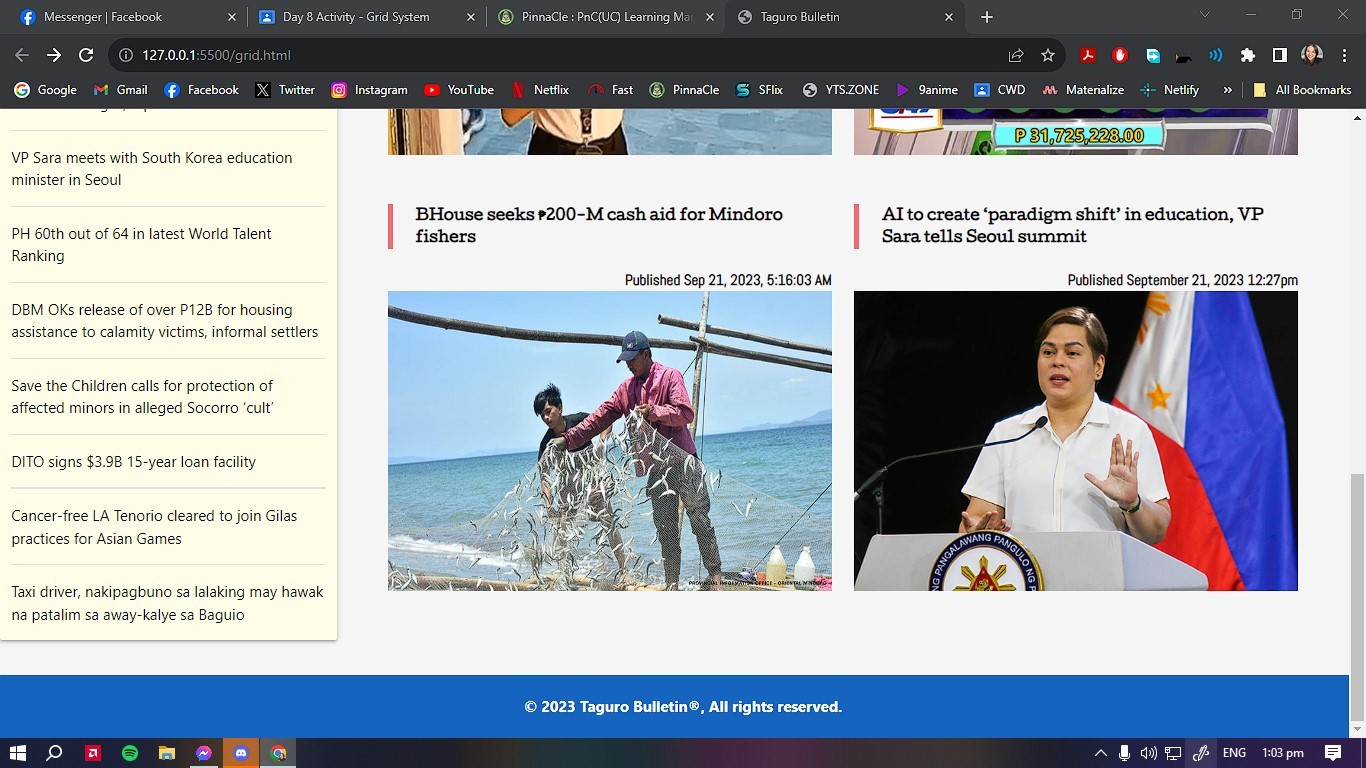 Messenger | Facebook
Day 8 Activity - Grid System
PinnaCle : PnC(UC) Learning Ma
Taguro Bulletin
127.0.0.1:5500/grid.html
Google
Gmail
Facebook
Twitter
Instagram
YouTube
Netflix
Fast
PinnaCle
SFlix
YTS.ZONE
9anime
CWD
Materialize
Netlify
»
All Bookmarks
VP Sara meets with South Korea education
minister in Seoul
PH 60th out of 64 in latest World Talent
Ranking
DBM OKs release of over P12B for housing
assistance to calamity victims, informal settlers
Save the Children calls for protection of
affected minors in alleged Socorro ‘cult’
DITO signs $3.9B 15-year loan facility
Cancer-free LA Tenorio cleared to join Gilas
practices for Asian Games
Taxi driver, nakipagbuno sa lalaking may hawak
na patalim sa away-kalye sa Baguio
P 31,725,228.00
BHouse seeks ₱200-M cash aid for Mindoro
fishers
Published Sep 21, 2023, 5:16:03 AM
PROVINCIAL INFORMATION OFFICE - ORIENTAL MINDORO
AI to create ‘paradigm shift’ in education, VP
Sara tells Seoul summit
Published September 21, 2023 12:27pm
PANGALAWANG PANGULO NG
© 2023 Taguro Bulletin®, All rights reserved.
ENG
1:03 pm